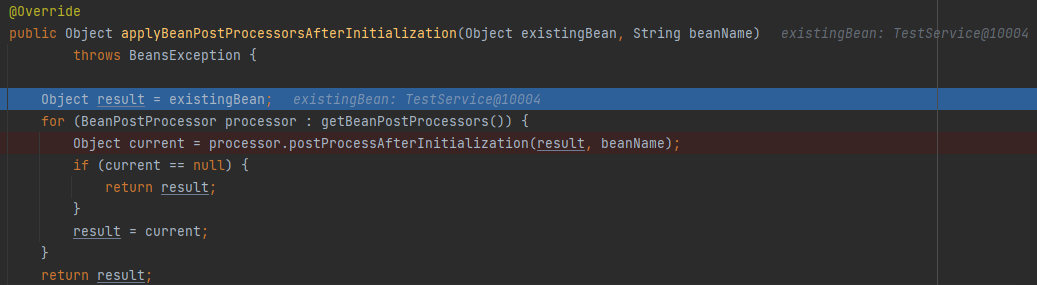 @Override
public Object applyBeanPostProcessorsAfterInitialization(Object existingBean, String beanName)   existingBean: TestService@10004
        throws BeansException {
    Object result = existingBean;   existingBean: TestService@10004
    for (BeanPostProcessor processor : getBeanPostProcessors()) {
        Object current = processor.postProcessAfterInitialization(result, beanName);
        if (current == null) {
            return result;
        }
        result = current;
    }
    return result;